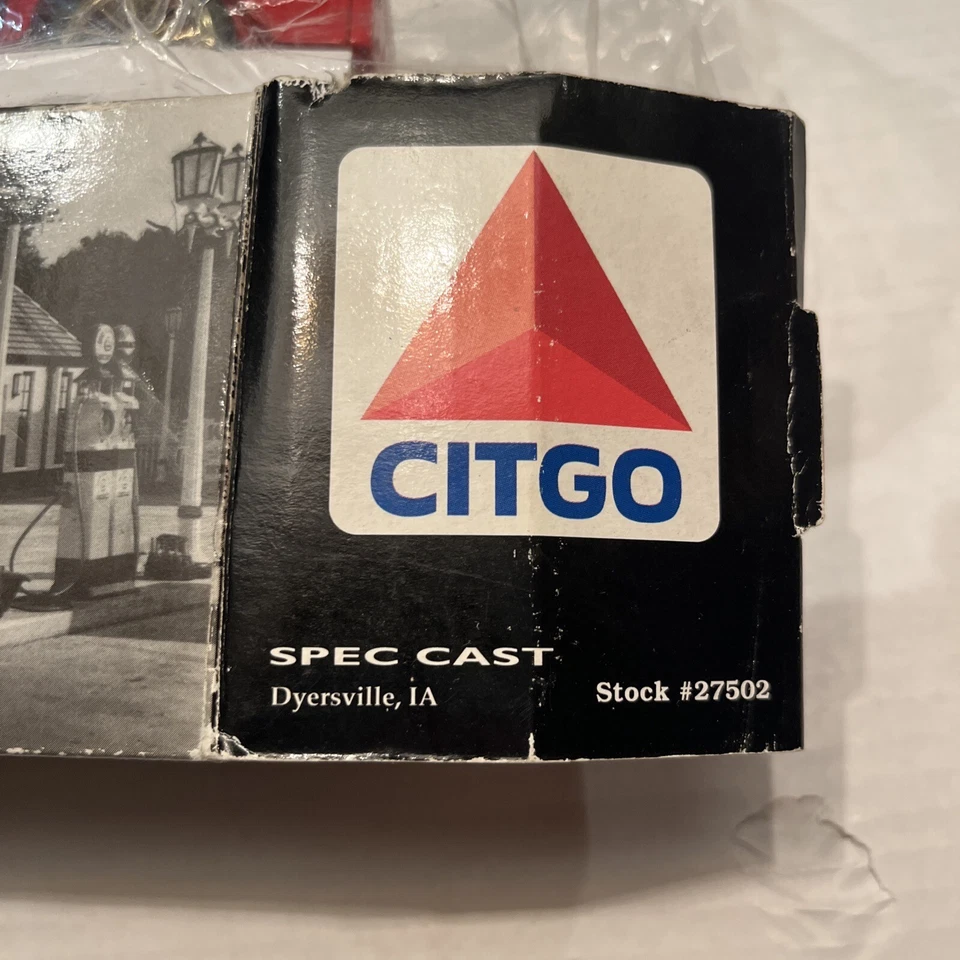 CITGO
SPEC CAST
Dyersville, IA
Stock #27502